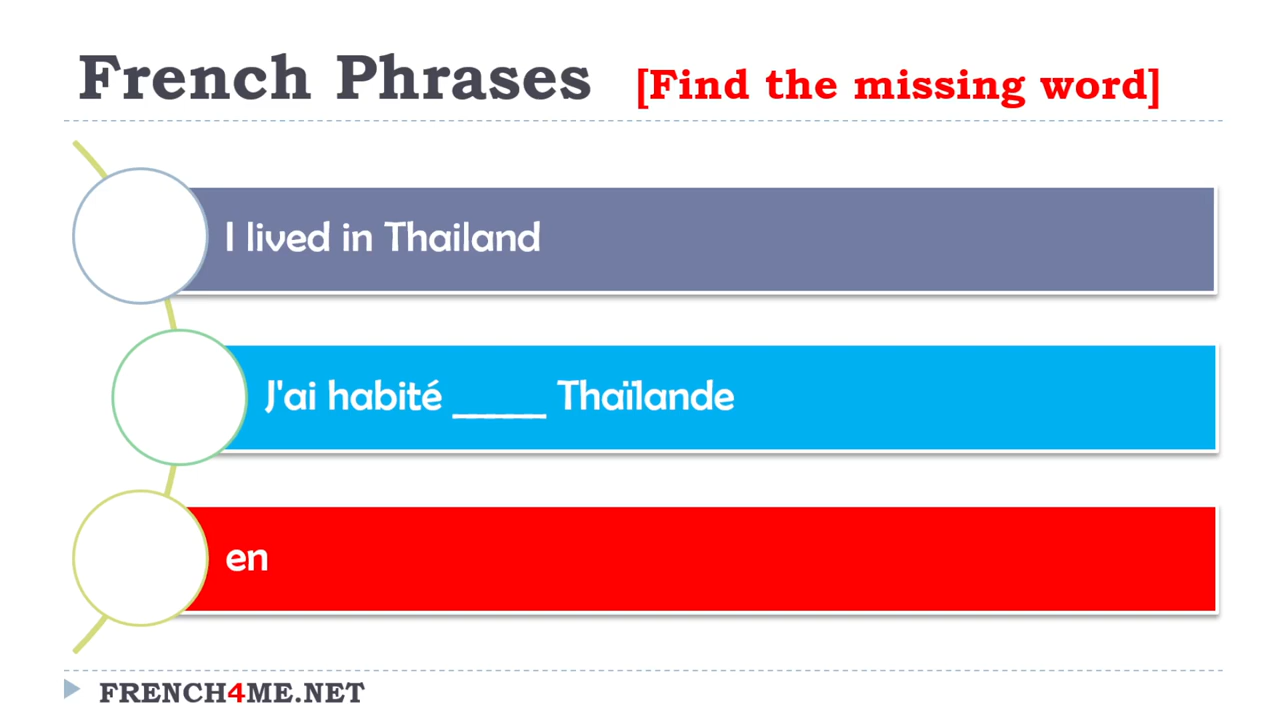 French Phrases [Find the missing word]
I lived in Thailand
J'ai habité _____ Thaïlande
en
FRENCH4ME.NET